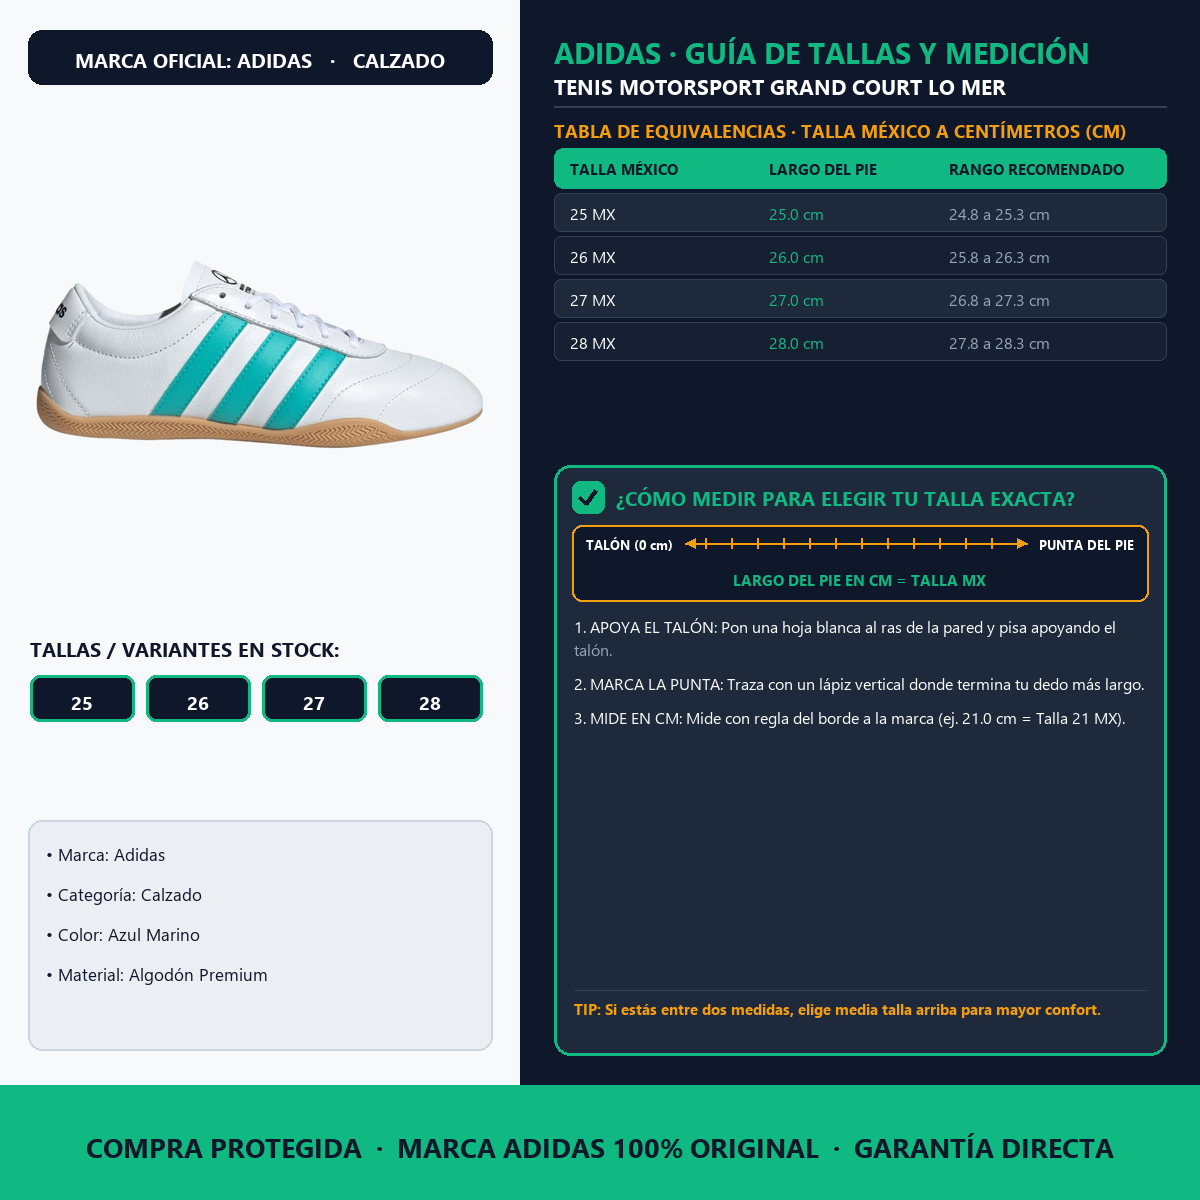 MARCA OFICIAL: ADIDAS · CALZADO
OS
TALLAS / VARIANTES EN STOCK:
25 26 27 28
• Marca: Adidas
• Categoría: Calzado
• Color: Azul Marino
• Material: Algodón Premium
ADIDAS · GUÍA DE TALLAS Y MEDICIÓN
TENIS MOTORSPORT GRAND COURT LO MER
TABLA DE EQUIVALENCIAS · TALLA MÉXICO A CENTÍMETROS (CM)
TALLA MÉXICO LARGO DEL PIE RANGO RECOMENDADO
25 MX 25.0 cm 24.8 a 25.3 cm
26 MX 26.0 cm 25.8 a 26.3 cm
27 MX 27.0 cm 26.8 a 27.3 cm
28 MX 28.0 cm 27.8 a 28.3 cm
¿CÓMO MEDIR PARA ELEGIR TU TALLA EXACTA?
TALÓN (0 cm) PUNTA DEL PIE
LARGO DEL PIE EN CM = TALLA MX
1. APOYA EL TALÓN: Pon una hoja blanca al ras de la pared y pisa apoyando el
talón.
2. MARCA LA PUNTA: Traza con un lápiz vertical donde termina tu dedo más largo.
3. MIDE EN CM: Mide con regla del borde a la marca (ej. 21.0 cm = Talla 21 MX).
TIP: Si estás entre dos medidas, elige media talla arriba para mayor confort.
COMPRA PROTEGIDA · MARCA ADIDAS 100% ORIGINAL · GARANTÍA DIRECTA